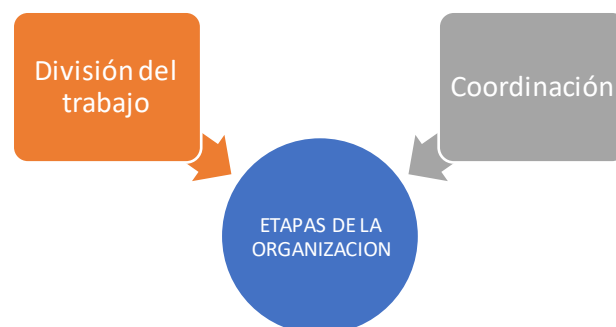 División del
trabajo
Coordinación
ETAPAS DE LA
ORGANIZACION